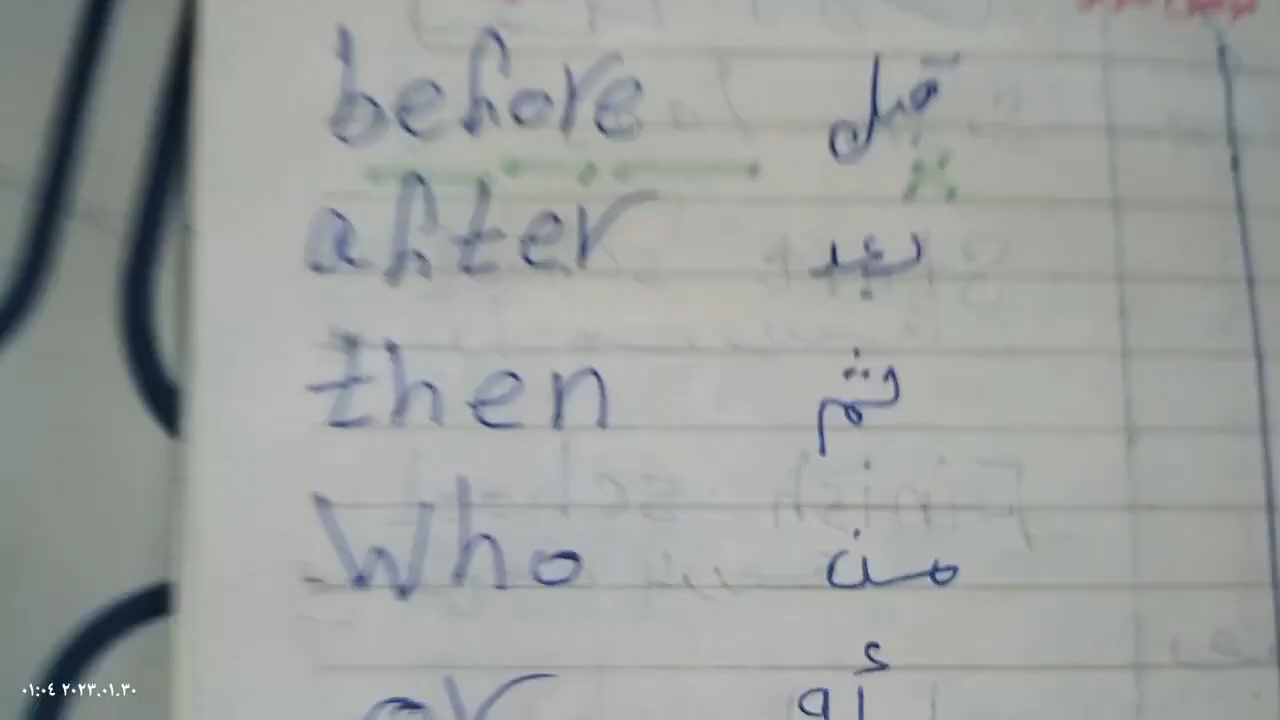 before قبل
after بعد
then ثم
Who من
or أو
٠١:٠٤ ٢٠٢٣.٠١.٣٠